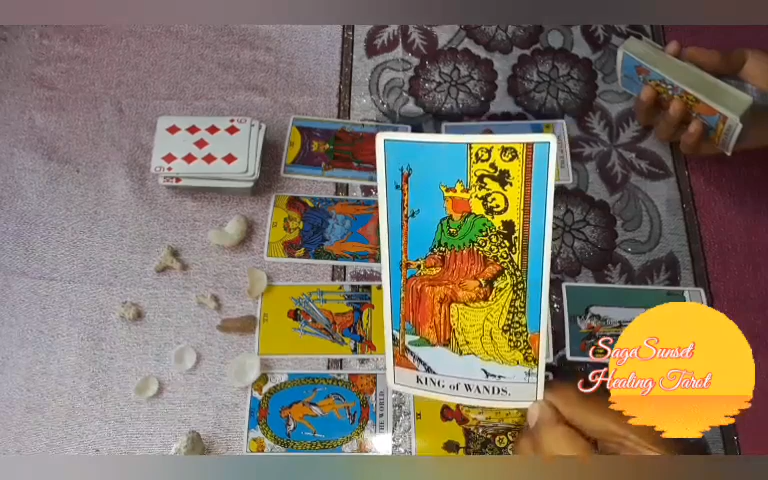 KING of WANDS.
THE WORLD.
SageSunset
Healing Tarot